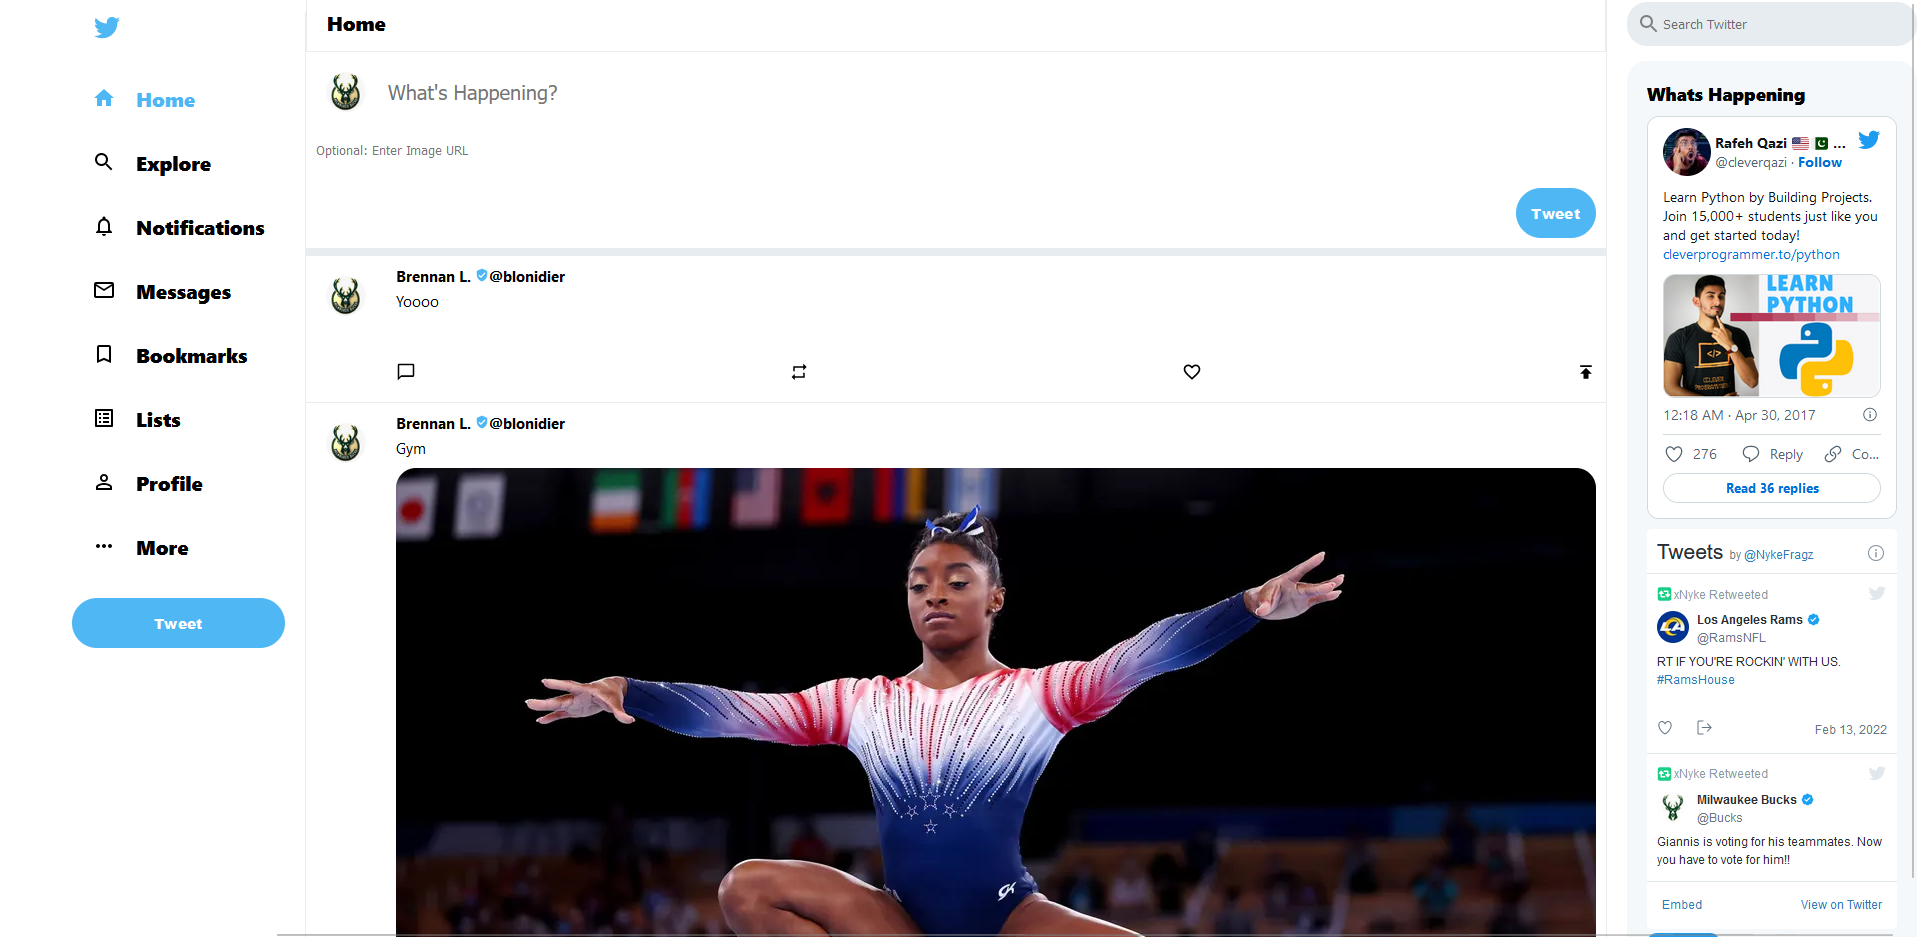 Home
Explore
Notifications
Messages
Bookmarks
Lists
Profile
More
Tweet
Home
What's Happening?
Optional: Enter Image URL
Tweet
Brennan L. @blonidier
Yoooo
Brennan L. @blonidier
Gym
GK
Search Twitter
Whats Happening
Rafeh Qazi ...
@cleverqazi · Follow
Learn Python by Building Projects.
Join 15,000+ students just like you
and get started today!
cleverprogrammer.to/python
LEARN
PYTHON
</>
CLEVER
PROGRAMMER
12:18 AM · Apr 30, 2017
276
Reply
Co...
Read 36 replies
Tweets by @NykeFragz
xNyke Retweeted
Los Angeles Rams
@RamsNFL
RT IF YOU'RE ROCKIN' WITH US.
#RamsHouse
Feb 13, 2022
xNyke Retweeted
Milwaukee Bucks
@Bucks
Giannis is voting for his teammates. Now
you have to vote for him!!
Embed
View on Twitter